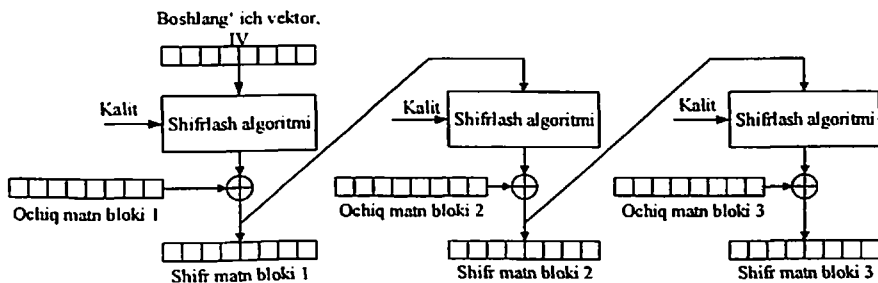 Boshlang‘ ich vektor,
IV
Kalit
Shifrlash algoritmi
Kalit
Shifrlash algoritmi
Kalit
Shifrlash algoritmi
Ochiq matn bloki 1
Ochiq matn bloki 2
Ochiq matn bloki 3
Shifr matn bloki 1
Shifr matn bloki 2
Shifr matn bloki 3